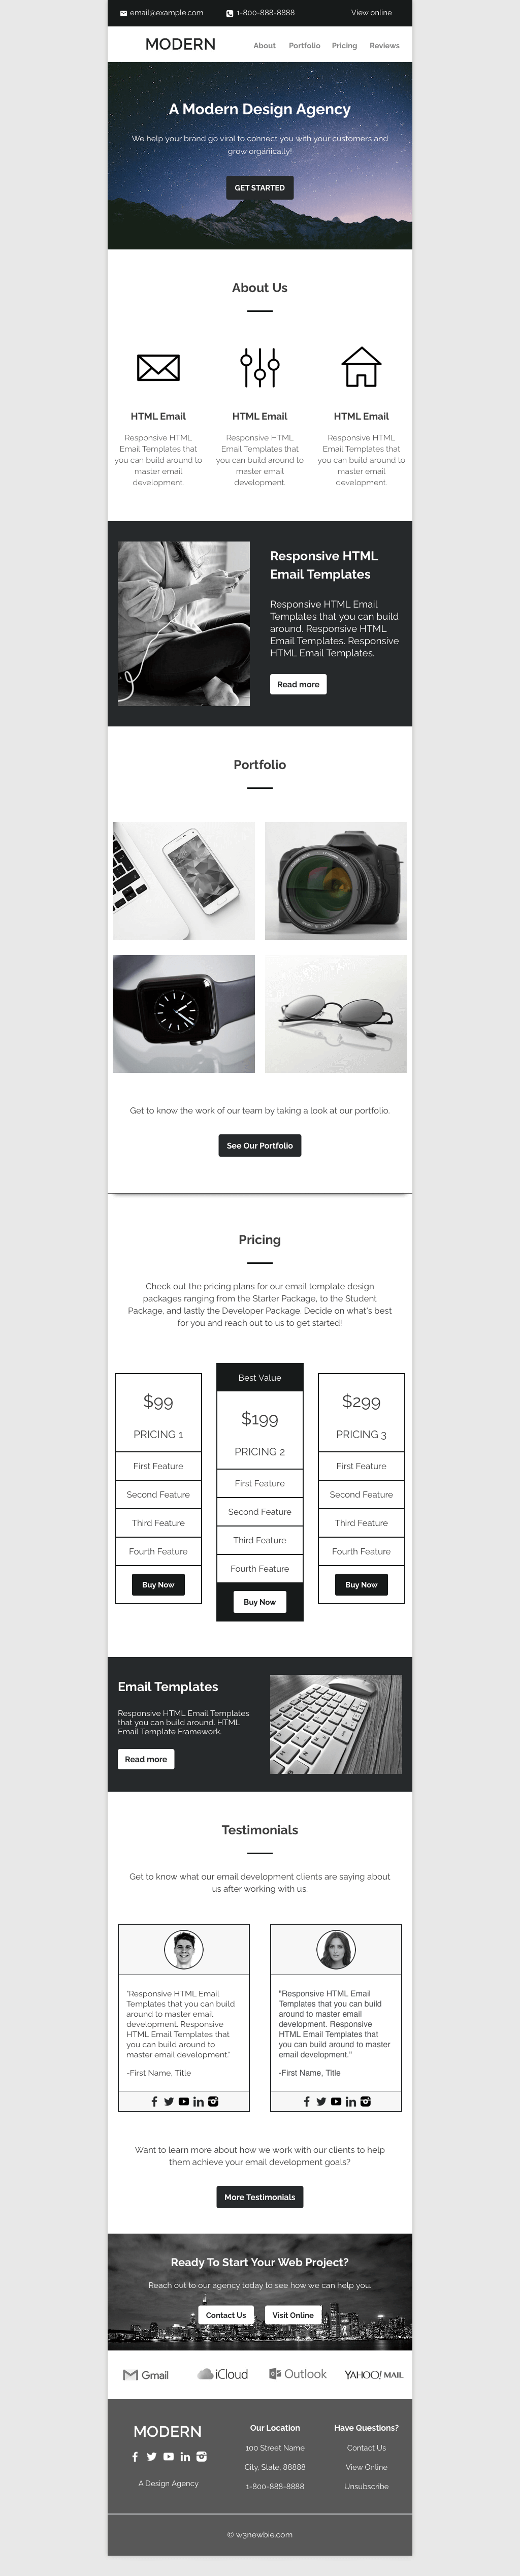 email@example.com 1-800-888-8888 View online
MODERN About Portfolio Pricing Reviews
A Modern Design Agency
We help your brand go viral to connect you with your customers and
grow organically!
GET STARTED
About Us
HTML Email
Responsive HTML
Email Templates that
you can build around to
master email
development.
HTML Email
Responsive HTML
Email Templates that
you can build around to
master email
development.
HTML Email
Responsive HTML
Email Templates that
you can build around to
master email
development.
Responsive HTML
Email Templates
Responsive HTML Email
Templates that you can build
around. Responsive HTML
Email Templates. Responsive
HTML Email Templates.
Read more
Portfolio
Get to know the work of our team by taking a look at our portfolio.
See Our Portfolio
Pricing
Check out the pricing plans for our email template design
packages ranging from the Starter Package, to the Student
Package, and lastly the Developer Package. Decide on what's best
for you and reach out to us to get started!
$99
PRICING 1
First Feature
Second Feature
Third Feature
Fourth Feature
Buy Now
Best Value
$199
PRICING 2
First Feature
Second Feature
Third Feature
Fourth Feature
Buy Now
$299
PRICING 3
First Feature
Second Feature
Third Feature
Fourth Feature
Buy Now
Email Templates
Responsive HTML Email Templates
that you can build around. HTML
Email Template Framework.
Read more
Testimonials
Get to know what our email development clients are saying about
us after working with us.
"Responsive HTML Email
Templates that you can build
around to master email
development. Responsive
HTML Email Templates that
you can build around to
master email development."
-First Name, Title
"Responsive HTML Email
Templates that you can build
around to master email
development. Responsive
HTML Email Templates that
you can build around to master
email development."
-First Name, Title
Want to learn more about how we work with our clients to help
them achieve your email development goals?
More Testimonials
Ready To Start Your Web Project?
Reach out to our agency today to see how we can help you.
Contact Us Visit Online
Gmail iCloud Outlook YAHOO! MAIL
MODERN
A Design Agency
Our Location
100 Street Name
City, State, 88888
1-800-888-8888
Have Questions?
Contact Us
View Online
Unsubscribe
© w3newbie.com